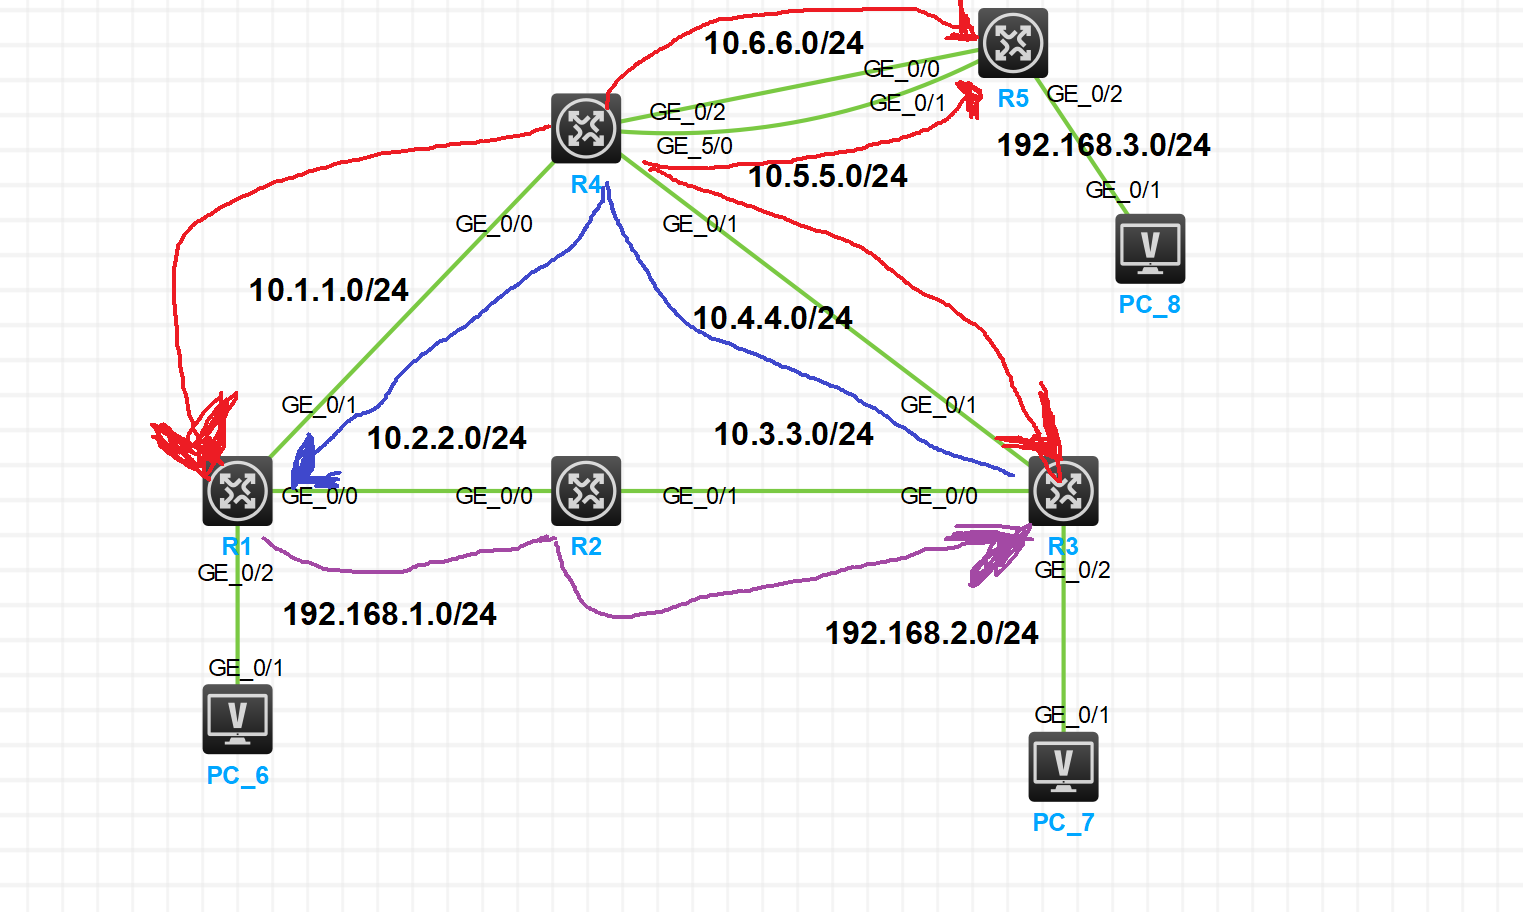 10.6.6.0/24
GE_0/0
R5
GE_0/2
GE_0/1
GE_0/2
192.168.3.0/24
GE_5/0
10.5.5.0/24
R4
GE_0/1
GE_0/0
GE_0/1
V
PC_8
10.1.1.0/24
10.4.4.0/24
GE_0/1
GE_0/1
10.2.2.0/24
10.3.3.0/24
GE_0/0
GE_0/0
GE_0/1
GE_0/0
R1
R2
R3
GE_0/2
GE_0/2
192.168.1.0/24
192.168.2.0/24
GE_0/1
V
PC_6
GE_0/1
V
PC_7